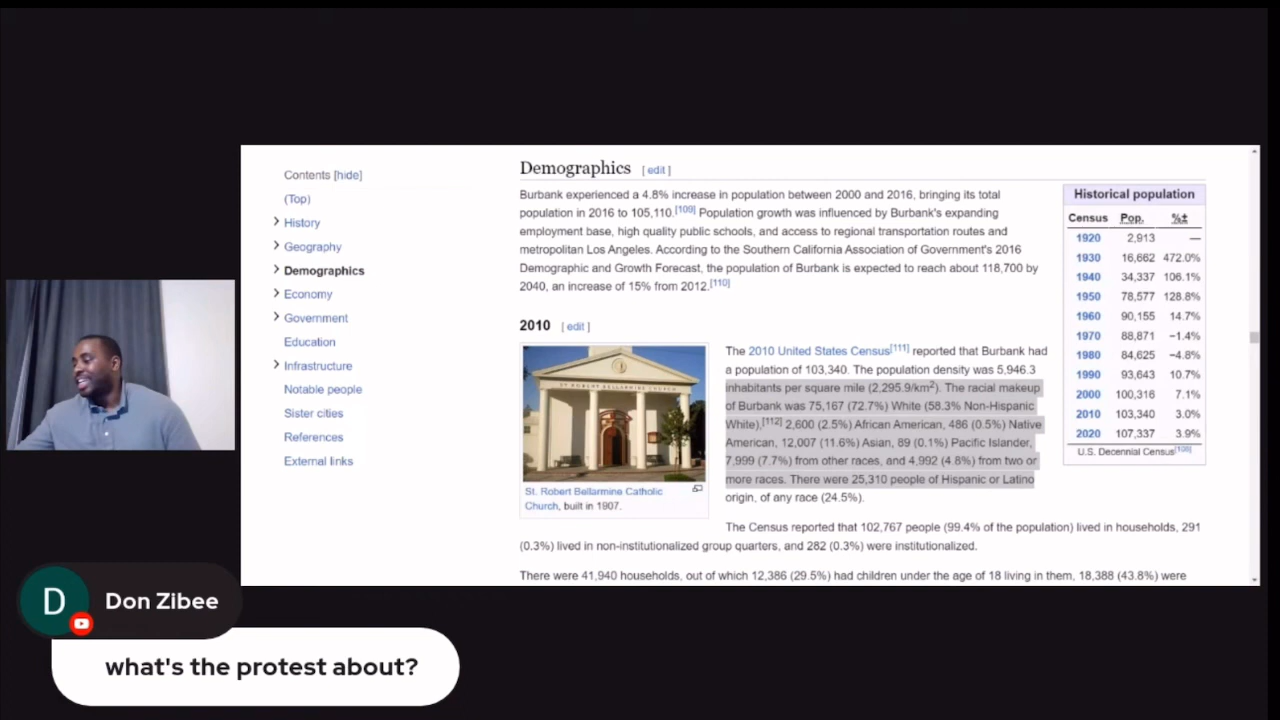 Contents [hide]
(Top)
History
Geography
Demographics
Economy
Government
Education
Infrastructure
Notable people
Sister cities
References
External links
Demographics [ edit ]
Burbank experienced a 4.8% increase in population between 2000 and 2016, bringing its total
population in 2016 to 105,110.[109] Population growth was influenced by Burbank's expanding
employment base, high quality public schools, and access to regional transportation routes and
metropolitan Los Angeles. According to the Southern California Association of Government's 2016
Demographic and Growth Forecast, the population of Burbank is expected to reach about 118,700 by
2040, an increase of 15% from 2012.[110]
Historical population
Census Pop. %±
1920 2,913 —
1930 16,662 472.0%
1940 34,337 106.1%
1950 78,577 128.8%
1960 90,155 14.7%
1970 88,871 −1.4%
1980 84,625 −4.8%
1990 93,643 10.7%
2000 100,316 7.1%
2010 103,340 3.0%
2020 107,337 3.9%
U.S. Decennial Census[108]
2010 [ edit ]
ST. ROBERT BELLARMINE CHURCH
St. Robert Bellarmine Catholic
Church, built in 1907.
The 2010 United States Census[111] reported that Burbank had
a population of 103,340. The population density was 5,946.3
inhabitants per square mile (2,295.9/km2). The racial makeup
of Burbank was 75,167 (72.7%) White (58.3% Non-Hispanic
White),[112] 2,600 (2.5%) African American, 486 (0.5%) Native
American, 12,007 (11.6%) Asian, 89 (0.1%) Pacific Islander,
7,999 (7.7%) from other races, and 4,992 (4.8%) from two or
more races. There were 25,310 people of Hispanic or Latino
origin, of any race (24.5%).
The Census reported that 102,767 people (99.4% of the population) lived in households, 291
(0.3%) lived in non-institutionalized group quarters, and 282 (0.3%) were institutionalized.
There were 41,940 households, out of which 12,386 (29.5%) had children under the age of 18 living in them, 18,388 (43.8%) were
D
Don Zibee
what's the protest about?